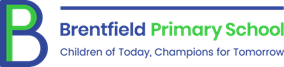 Brentfield Primary School
Children of Today, Champions for Tomorrow